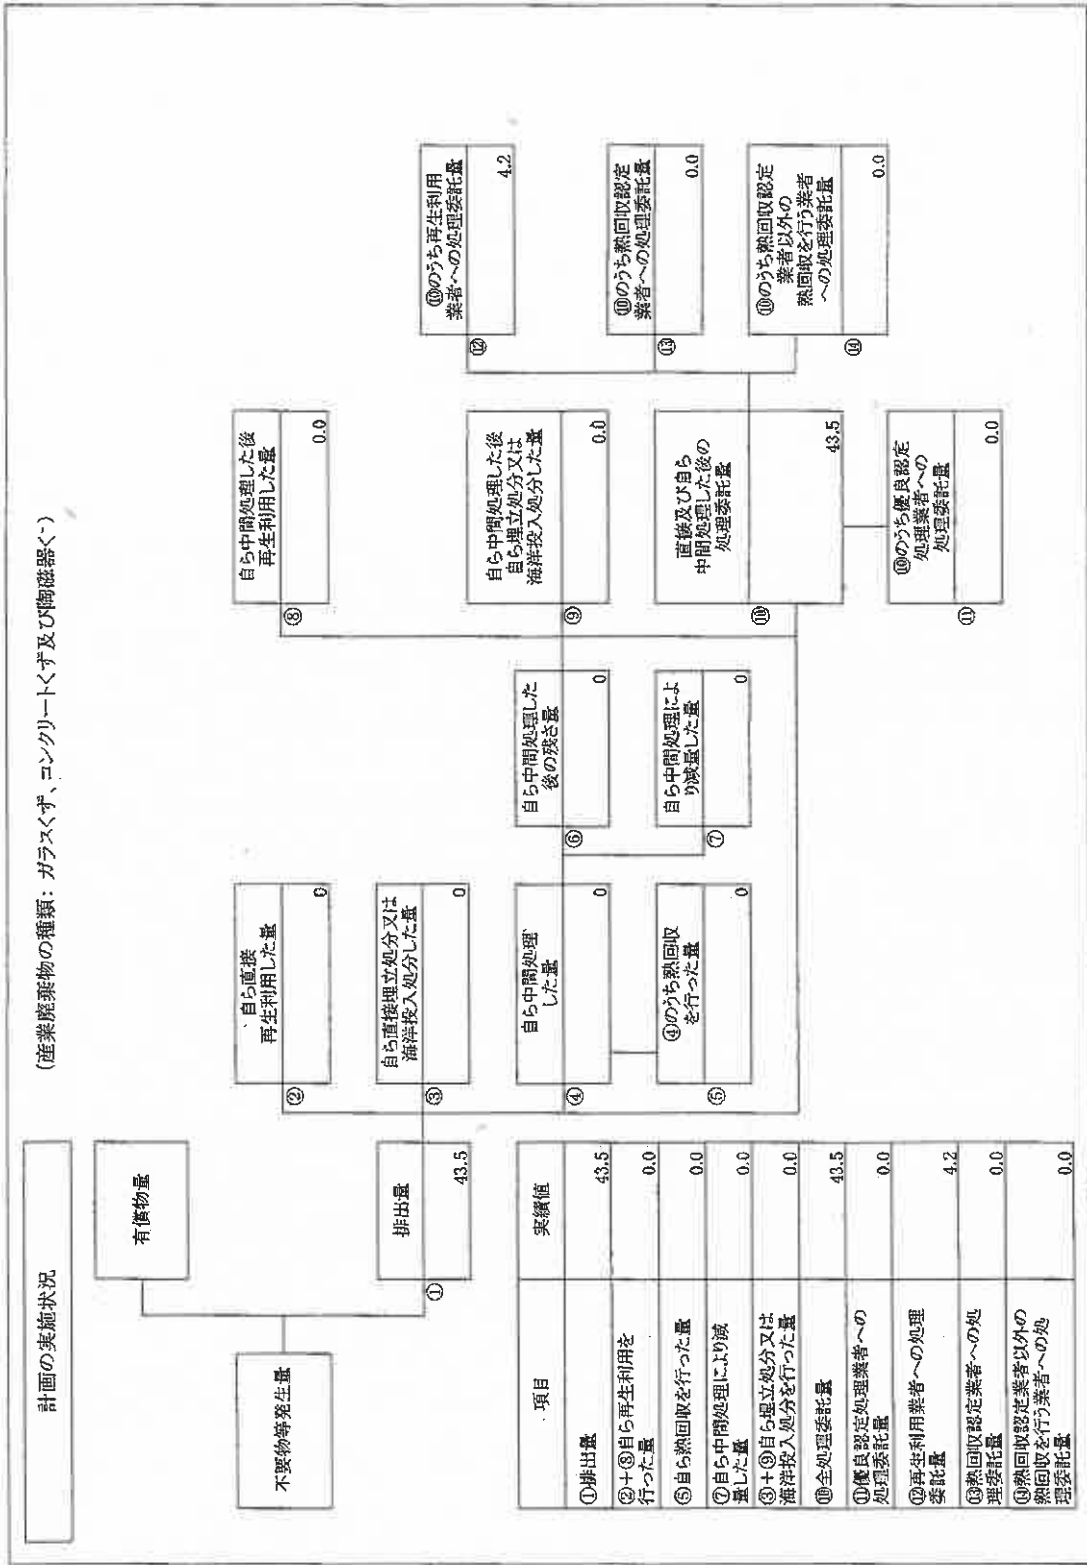 計画の実施状況
(産業廃棄物の種類：ガラスくず、コンクリートくず及び陶磁器く)
不要物等発生量
有償物量
①
排出量
43.5
②
自ら直接
再生利用した量
0
③
自ら直接埋立処分又は
海洋投入処分した量
0
④
自ら中間処理
した量
0
⑤
④のうち熱回収
を行った量
0
⑥
自ら中間処理した
後の残さ量
0
⑦
自ら中間処理によ
り減量した量
0
⑧
自ら中間処理した後
再生利用した量
0.0
⑨
自ら中間処理した後
自ら埋立処分又は
海洋投入処分した量
0.0
⑩
直接及び自ら
中間処理した後の
処理委託量
43.5
⑪
⑩のうち優良認定
処理業者への
処理委託量
0.0
⑫
⑩のうち再生利用
業者への処理委託量
4.2
⑬
⑩のうち熱回収認定
業者への処理委託量
0.0
⑭
⑩のうち熱回収認定
業者以外の
熱回収を行う業者
への処理委託量
0.0
項目 実績値
①排出量 43.5
②+⑧自ら再生利用を
行った量 0.0
⑤自ら熱回収を行った量 0.0
⑦自ら中間処理により減
量した量 0.0
③+⑨自ら埋立処分又は
海洋投入処分を行った量 0.0
⑩全処理委託量 43.5
⑪優良認定処理業者への
処理委託量 0.0
⑫再生利用業者への処理
委託量 4.2
⑬熱回収認定業者への処
理委託量 0.0
⑭熱回収認定業者以外の
熱回収を行う業者への処
理委託量 0.0